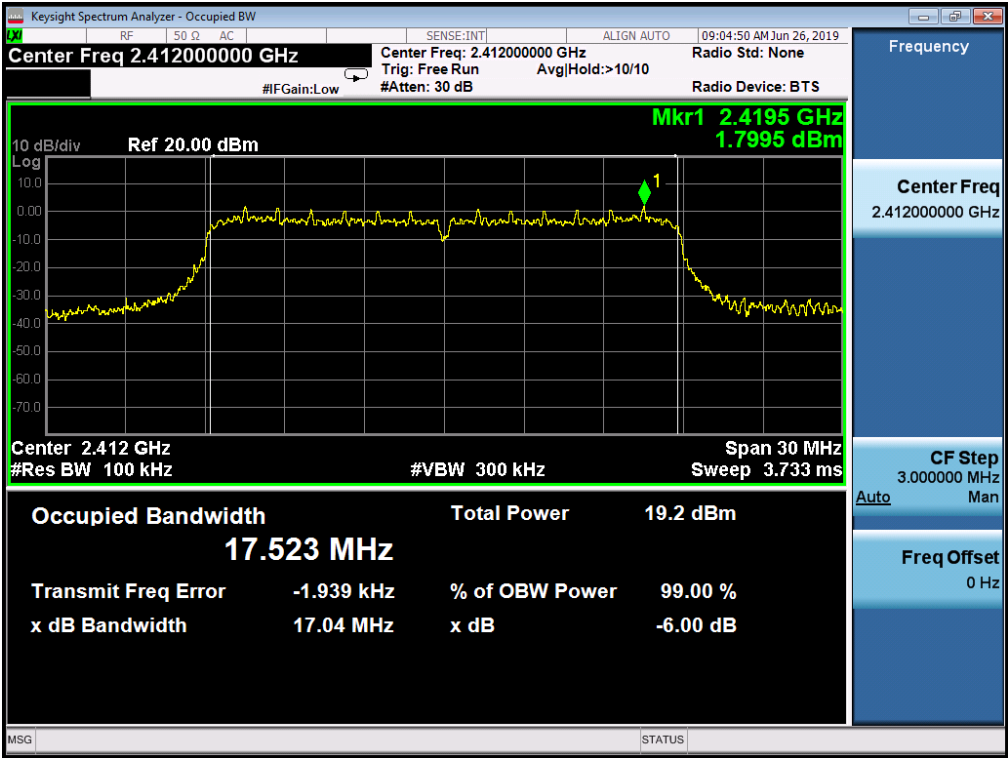 Keysight Spectrum Analyzer - Occupied BW
LXI RF 50 Ω AC SENSE:INT ALIGN AUTO 09:04:50 AM Jun 26, 2019
Center Freq 2.412000000 GHz
Center Freq: 2.412000000 GHz Radio Std: None
Trig: Free Run Avg|Hold:>10/10
#IFGain:Low #Atten: 30 dB Radio Device: BTS
Mkr1 2.4195 GHz
1.7995 dBm
10 dB/div Ref 20.00 dBm
Log
10.0
0.00
-10.0
-20.0
-30.0
-40.0
-50.0
-60.0
-70.0
1
Center 2.412 GHz Span 30 MHz
#Res BW 100 kHz #VBW 300 kHz Sweep 3.733 ms
Occupied Bandwidth Total Power 19.2 dBm
17.523 MHz
Transmit Freq Error -1.939 kHz % of OBW Power 99.00 %
x dB Bandwidth 17.04 MHz x dB -6.00 dB
Frequency
Center Freq
2.412000000 GHz
CF Step
3.000000 MHz
Auto Man
Freq Offset
0 Hz
MSG STATUS